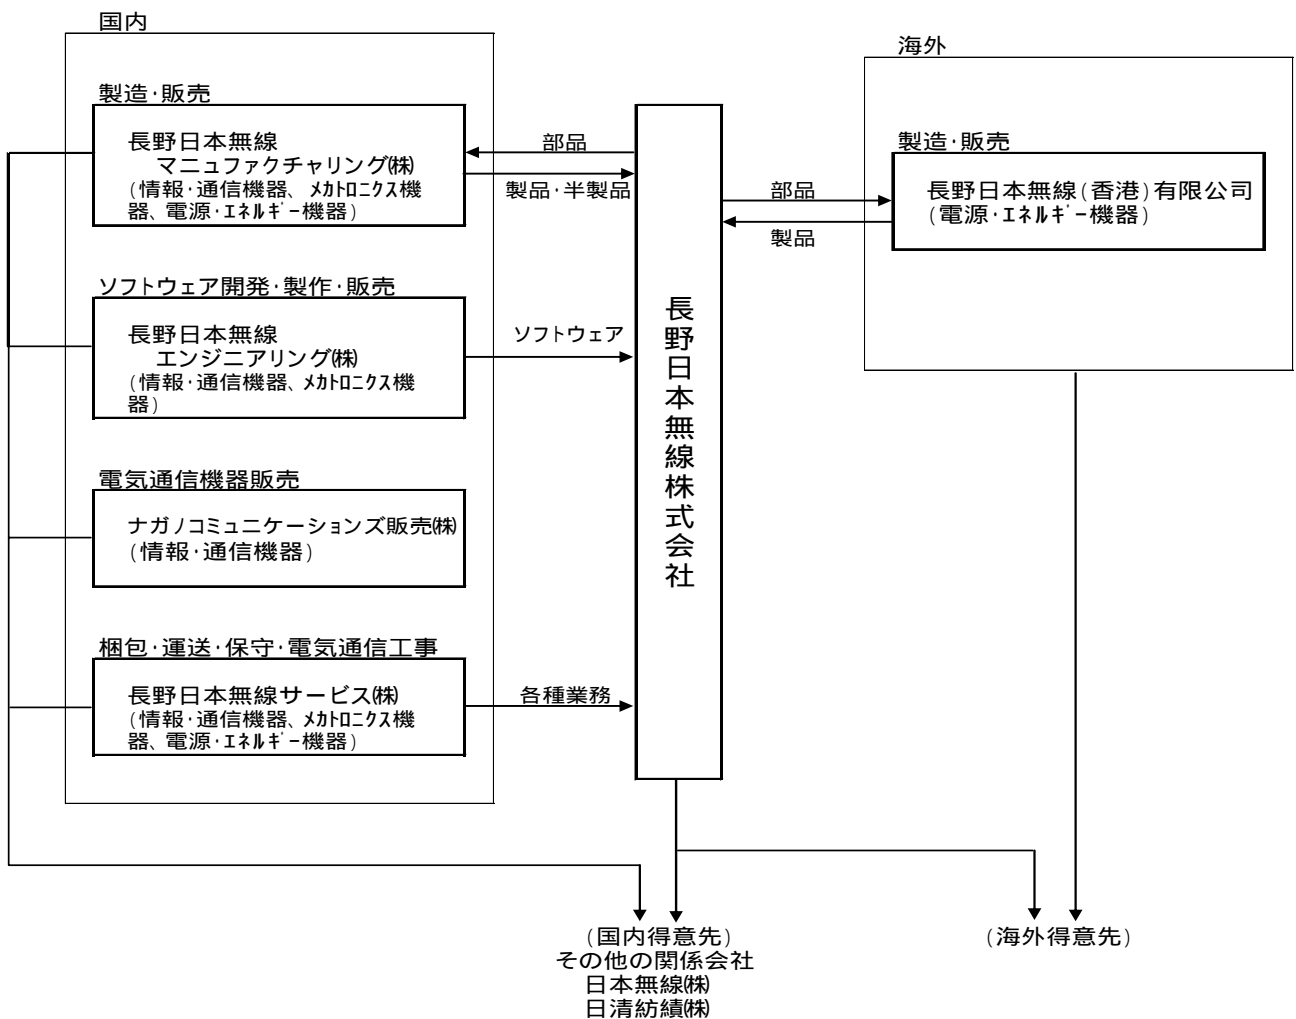 国内
製造・販売
長野日本無線
マニュファクチャリング㈱
(情報・通信機器、ﾒｶﾄﾛﾆｸｽ機
器、電源・ｴﾈﾙｷﾞｰ機器)
ソフトウェア開発・製作・販売
長野日本無線
エンジニアリング㈱
(情報・通信機器、ﾒｶﾄﾛﾆｸｽ機
器)
電気通信機器販売
ナガノコミュニケーションズ販売㈱
(情報・通信機器)
梱包・運送・保守・電気通信工事
長野日本無線サービス㈱
(情報・通信機器、ﾒｶﾄﾛﾆｸｽ機
器、電源・ｴﾈﾙｷﾞｰ機器)
部品
製品・半製品
ソフトウェア
各種業務
長野日本無線株式会社
部品
製品
海外
製造・販売
長野日本無線(香港)有限公司
(電源・ｴﾈﾙｷﾞｰ機器)
(国内得意先)
その他の関係会社
日本無線㈱
日清紡績㈱
(海外得意先)